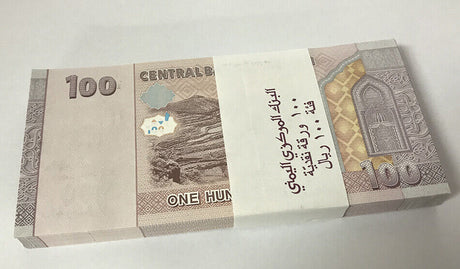 100
CENTRAL BA
ONE HUN
100
البنك المركزي اليمني
١٠٠ ورقة نقدية
فئة ١٠٠ ريال